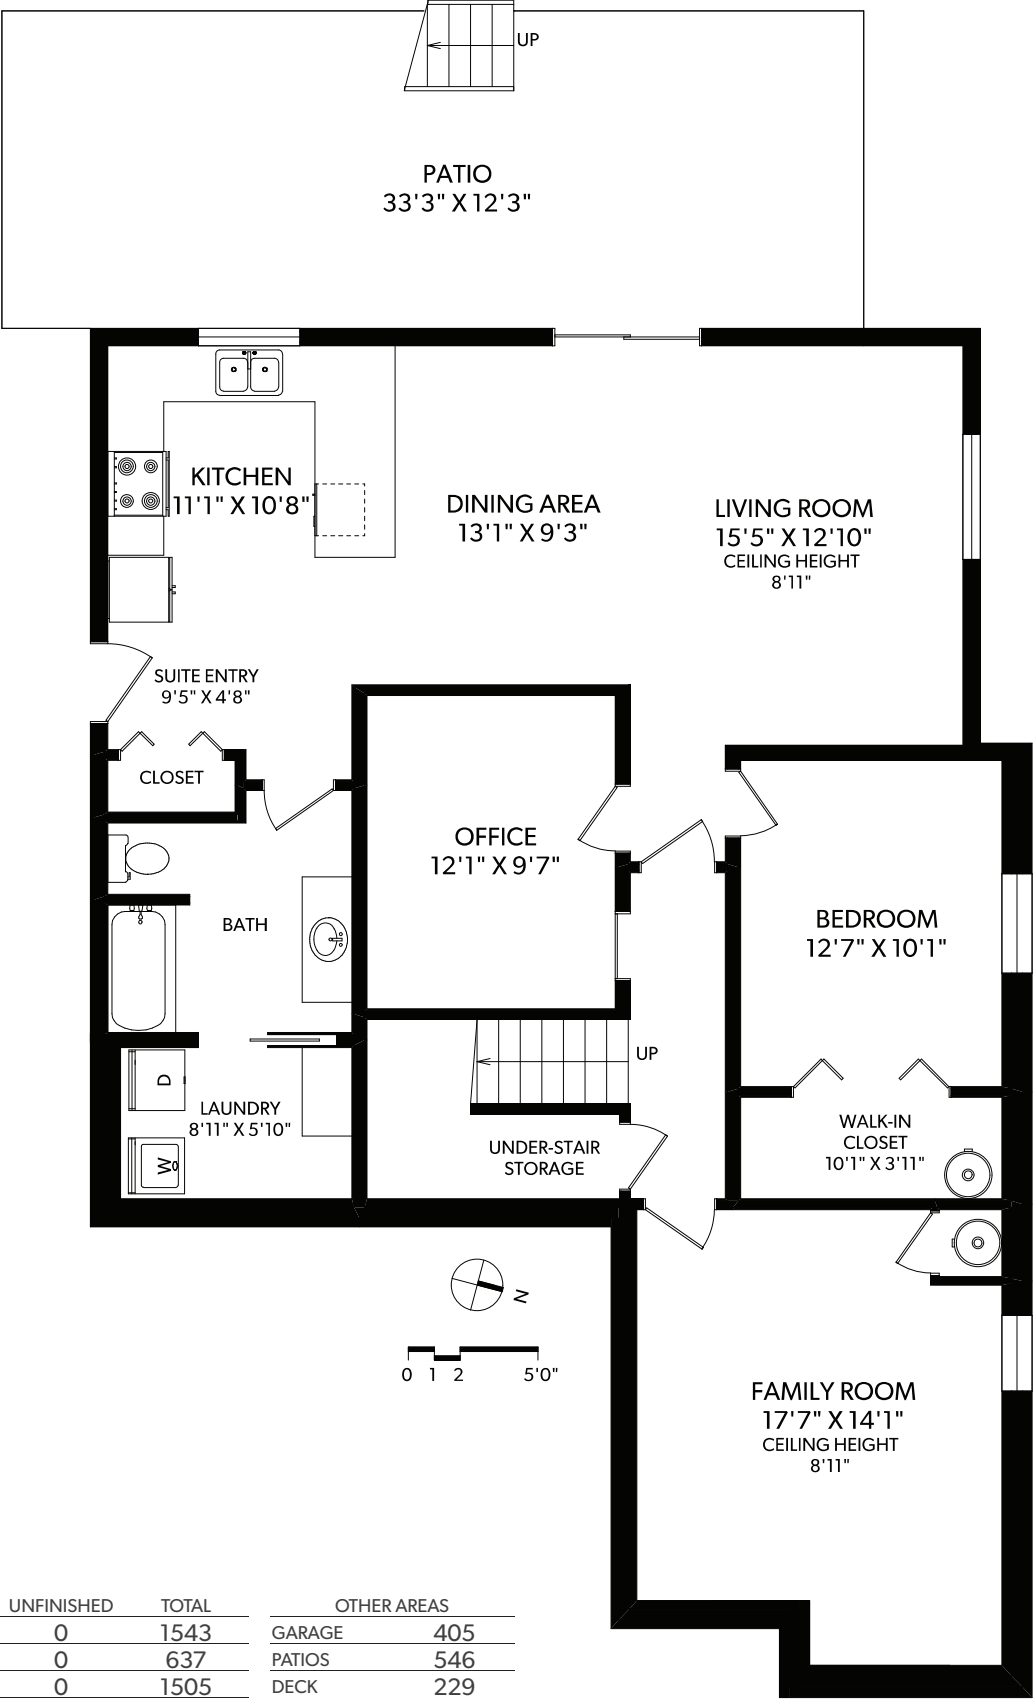 UP
PATIO
33'3" X 12'3"
KITCHEN
11'1" X 10'8"
DINING AREA
13'1" X 9'3"
LIVING ROOM
15'5" X 12'10"
CEILING HEIGHT
8'11"
SUITE ENTRY
9'5" X 4'8"
CLOSET
OFFICE
12'1" X 9'7"
BATH
BEDROOM
12'7" X 10'1"
UP
D
LAUNDRY
8'11" X 5'10"
W
UNDER-STAIR
STORAGE
WALK-IN
CLOSET
10'1" X 3'11"
N
0 1 2 5'0"
FAMILY ROOM
17'7" X 14'1"
CEILING HEIGHT
8'11"
UNFINISHED TOTAL
0 1543
0 637
0 1505
OTHER AREAS
GARAGE 405
PATIOS 546
DECK 229